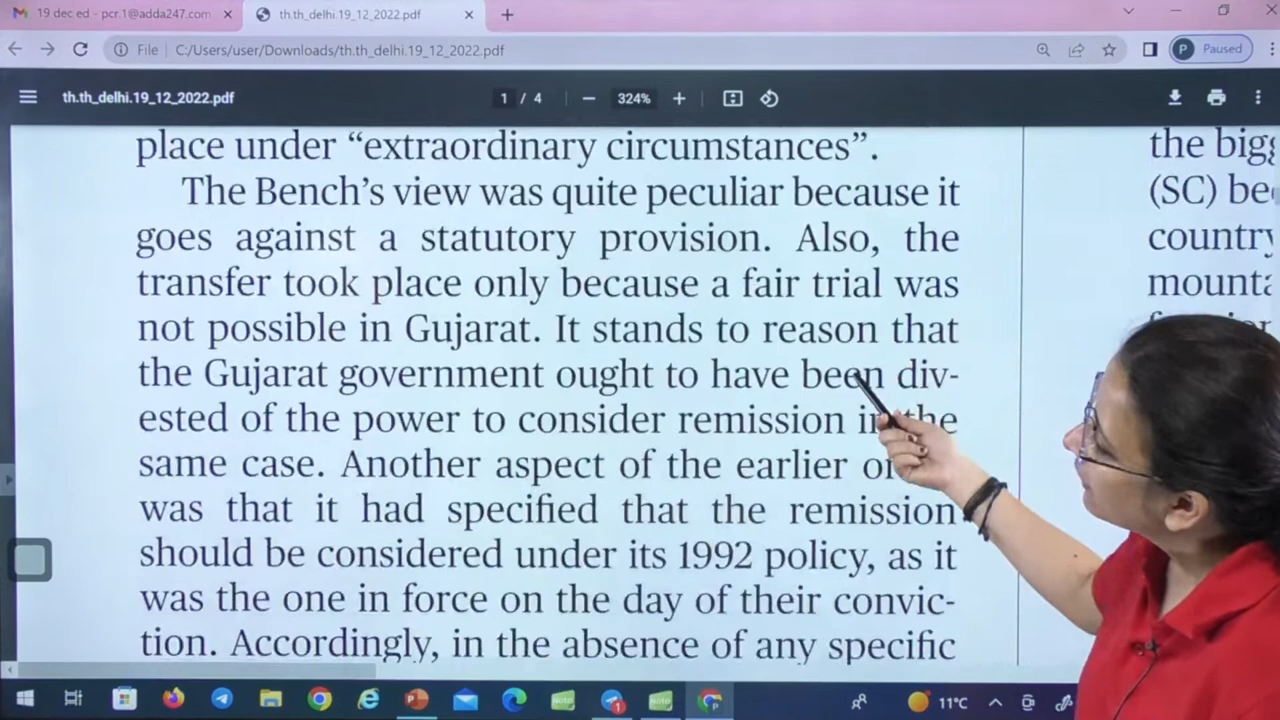 19 dec ed - pcr.1@adda247.com
th.th_delhi.19_12_2022.pdf
File C:/Users/user/Downloads/th.th_delhi.19_12_2022.pdf
P Paused
th.th_delhi.19_12_2022.pdf
1 / 4
324%
place under “extraordinary circumstances”.
The Bench’s view was quite peculiar because it
goes against a statutory provision. Also, the
transfer took place only because a fair trial was
not possible in Gujarat. It stands to reason that
the Gujarat government ought to have been div-
ested of the power to consider remission in the
same case. Another aspect of the earlier
was that it had specified that the remission
should be considered under its 1992 policy, as it
was the one in force on the day of their convic-
tion. Accordingly, in the absence of any specific
the
(SC)
country
11°C